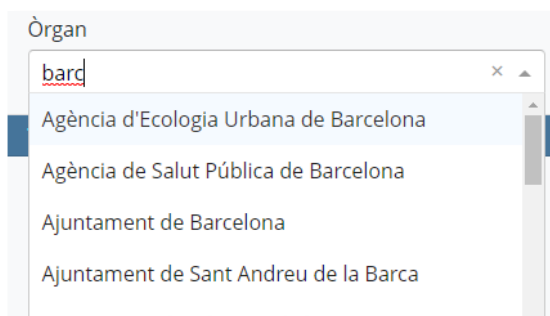 Òrgan
barc
Agència d'Ecologia Urbana de Barcelona
Agència de Salut Pública de Barcelona
Ajuntament de Barcelona
Ajuntament de Sant Andreu de la Barca